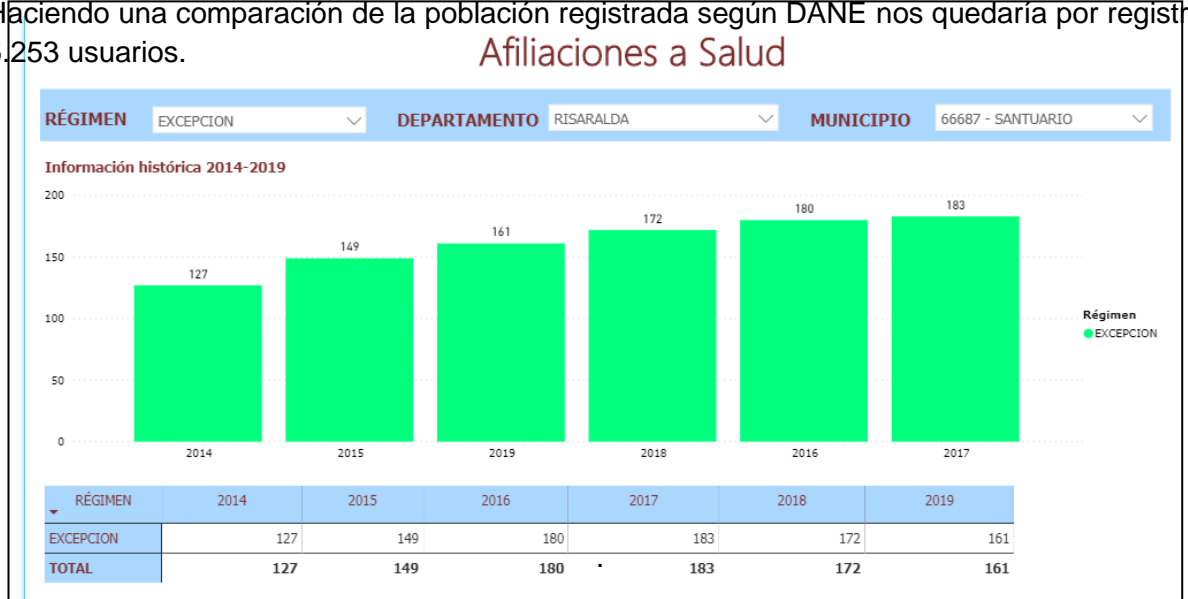 Haciendo una comparación de la población registrada según DANE nos quedaría por
.253 usuarios.
Afiliaciones a Salud
RÉGIMEN EXCEPCION DEPARTAMENTO RISARALDA MUNICIPIO 66687 - SANTUARIO
Información histórica 2014-2019
200
150
100
50
0
127
149
161
172
180
183
2014 2015 2019 2018 2016 2017
Régimen
EXCEPCION
RÉGIMEN 2014 2015 2016 2017 2018 2019
EXCEPCION 127 149 180 183 172 161
TOTAL 127 149 180 183 172 161